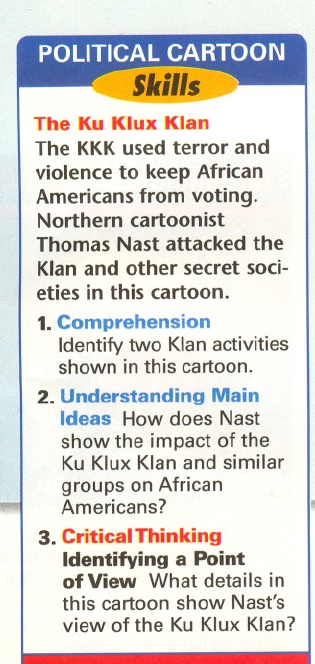 POLITICAL CARTOON
Skills
The Ku Klux Klan
The KKK used terror and
violence to keep African
Americans from voting.
Northern cartoonist
Thomas Nast attacked the
Klan and other secret soci-
eties in this cartoon.
1. Comprehension
Identify two Klan activities
shown in this cartoon.
2. Understanding Main
Ideas How does Nast
show the impact of the
Ku Klux Klan and similar
groups on African
Americans?
3. Critical Thinking
Identifying a Point
of View What details in
this cartoon show Nast's
view of the Ku Klux Klan?